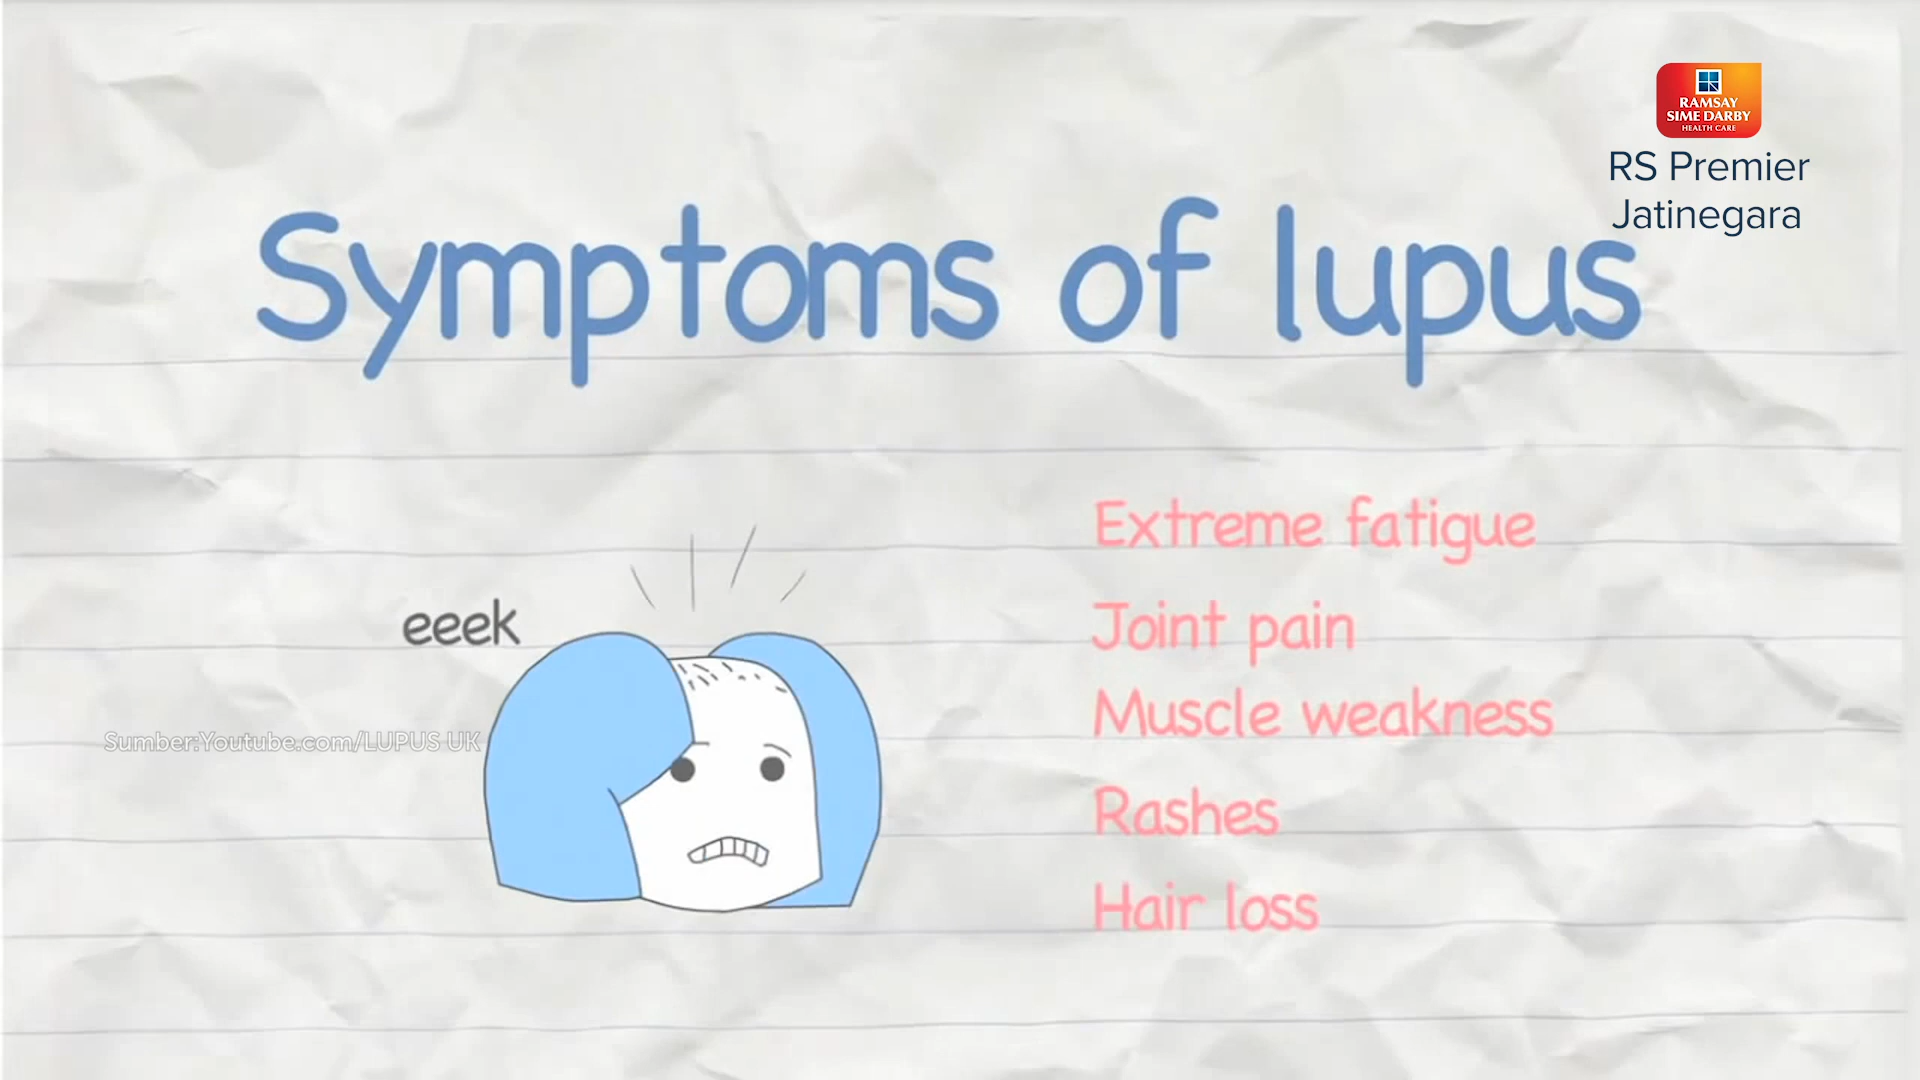 RAMSAY
SIME DARBY
HEALTH CARE
RS Premier
Jatinegara
Symptoms of lupus
Extreme fatigue
eeek
Joint pain
Muscle weakness
Sumber:Youtube.com/LUPUS UK
Rashes
Hair loss